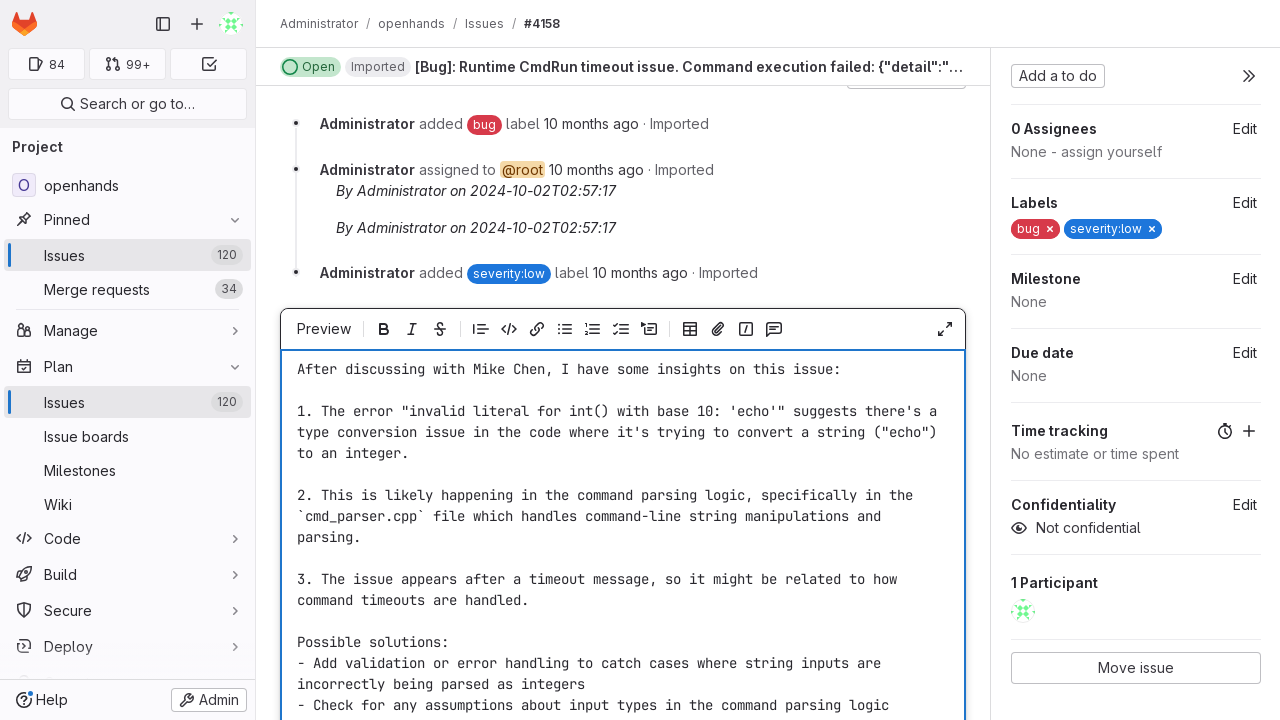 84
99+
Search or go to…
Project
O openhands
Pinned
Issues 120
Merge requests 34
Manage
Plan
Issues 120
Issue boards
Milestones
Wiki
Code
Build
Secure
Deploy
Help
Admin
Administrator / openhands / Issues / #4158
Open Imported [Bug]: Runtime CmdRun timeout issue. Command execution failed: {"detail":"…
Administrator added bug label 10 months ago · Imported
Administrator assigned to @root 10 months ago · Imported
By Administrator on 2024-10-02T02:57:17
By Administrator on 2024-10-02T02:57:17
Administrator added severity:low label 10 months ago · Imported
Preview
After discussing with Mike Chen, I have some insights on this issue:
1. The error "invalid literal for int() with base 10: 'echo'" suggests there's a
type conversion issue in the code where it's trying to convert a string ("echo")
to an integer.
2. This is likely happening in the command parsing logic, specifically in the
`cmd_parser.cpp` file which handles command-line string manipulations and
parsing.
3. The issue appears after a timeout message, so it might be related to how
command timeouts are handled.
Possible solutions:
- Add validation or error handling to catch cases where string inputs are
incorrectly being parsed as integers
- Check for any assumptions about input types in the command parsing logic
Add a to do
0 Assignees Edit
None - assign yourself
Labels Edit
bug × severity:low ×
Milestone Edit
None
Due date Edit
None
Time tracking
No estimate or time spent
Confidentiality Edit
Not confidential
1 Participant
Move issue